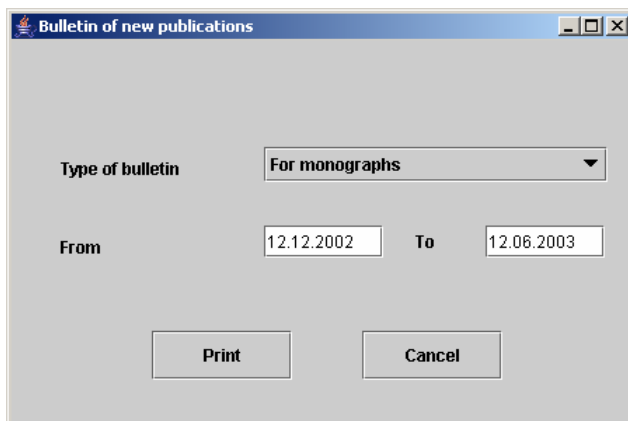 Bulletin of new publications
Type of bulletin For monographs
From 12.12.2002 To 12.06.2003
Print Cancel